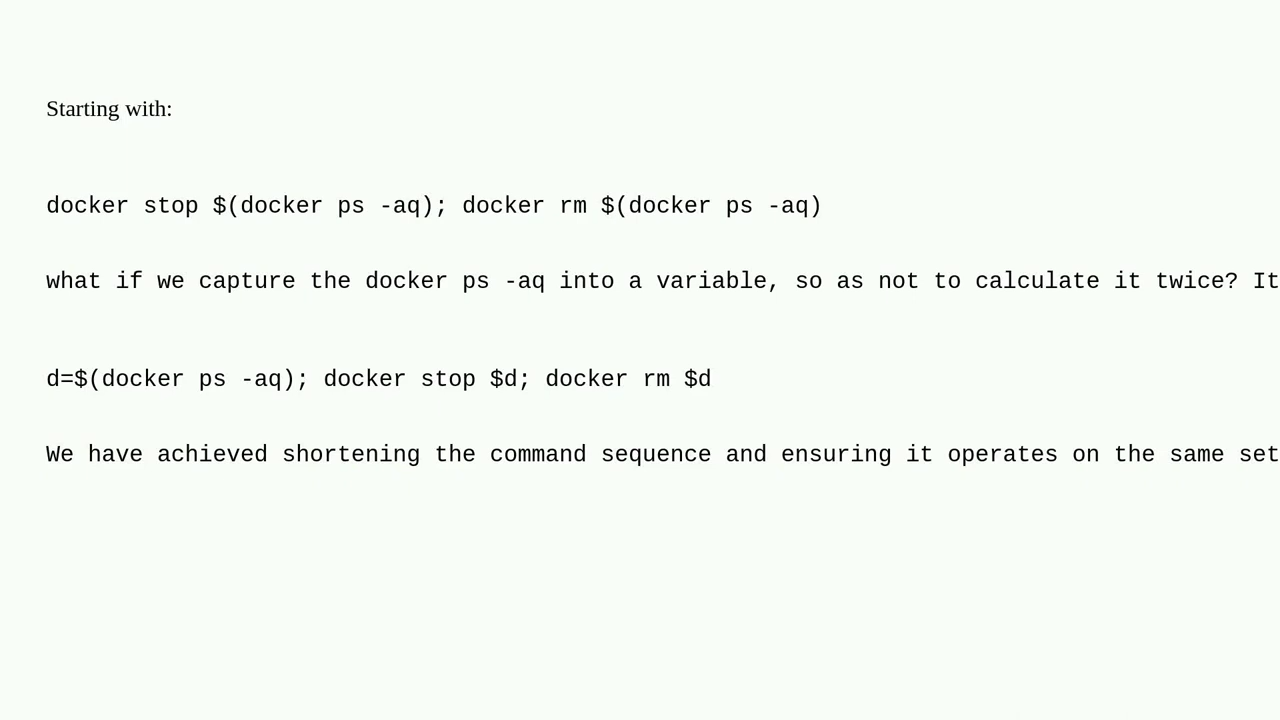 Starting with:
docker stop $(docker ps -aq); docker rm $(docker ps -aq)
what if we capture the docker ps -aq into a variable, so as not to calculate it twice? It
d=$(docker ps -aq); docker stop $d; docker rm $d
We have achieved shortening the command sequence and ensuring it operates on the same set